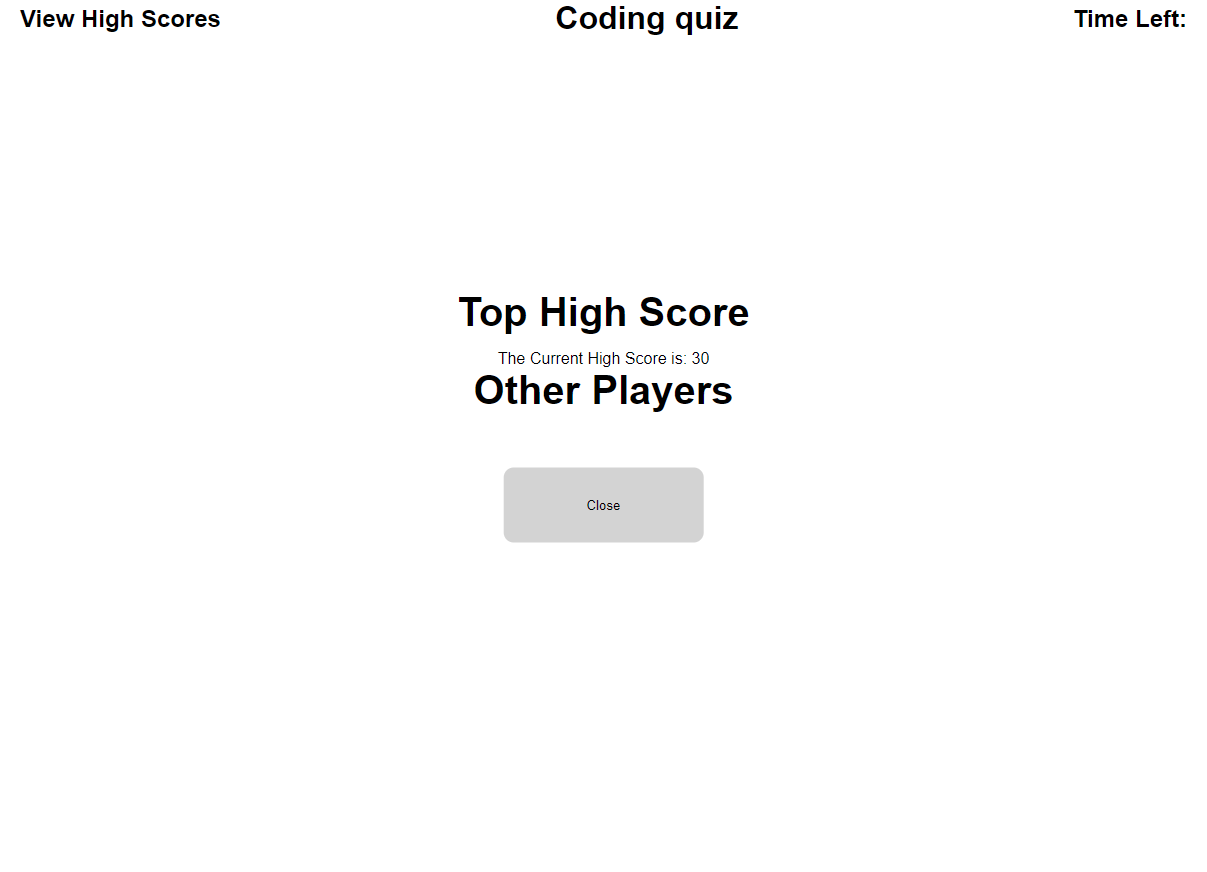 View High Scores
Coding quiz
Time Left:
Top High Score
The Current High Score is: 30
Other Players
Close